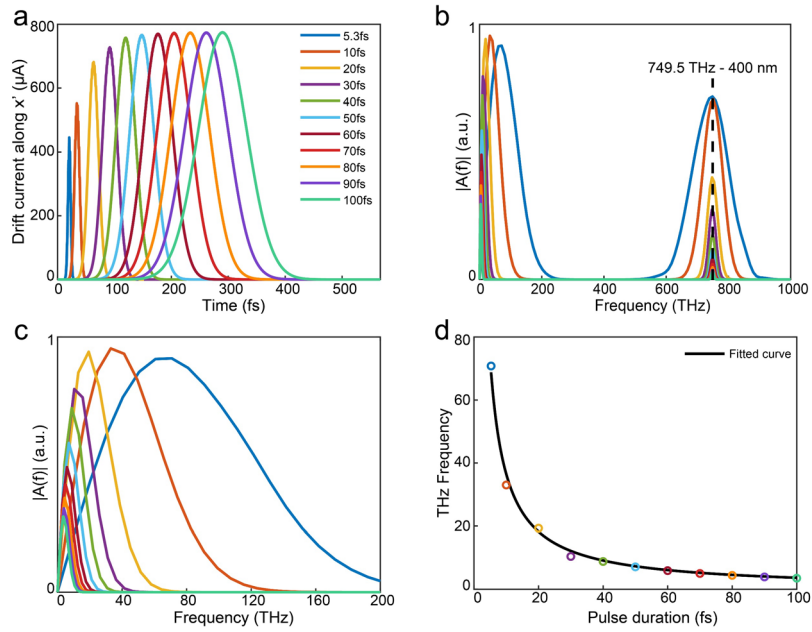 a
Drift current along x' (μA)
800
600
400
200
0
0
100
200
300
400
500
Time (fs)
5.3fs
10fs
20fs
30fs
40fs
50fs
60fs
70fs
80fs
90fs
100fs
b
|A(f)| (a.u.)
1
0
749.5 THz - 400 nm
0
200
400
600
800
1000
Frequency (THz)
c
|A(f)| (a.u.)
1
0
0
40
80
120
160
200
Frequency (THz)
d
THz Frequency
80
60
40
20
0
Fitted curve
0
20
40
60
80
100
Pulse duration (fs)